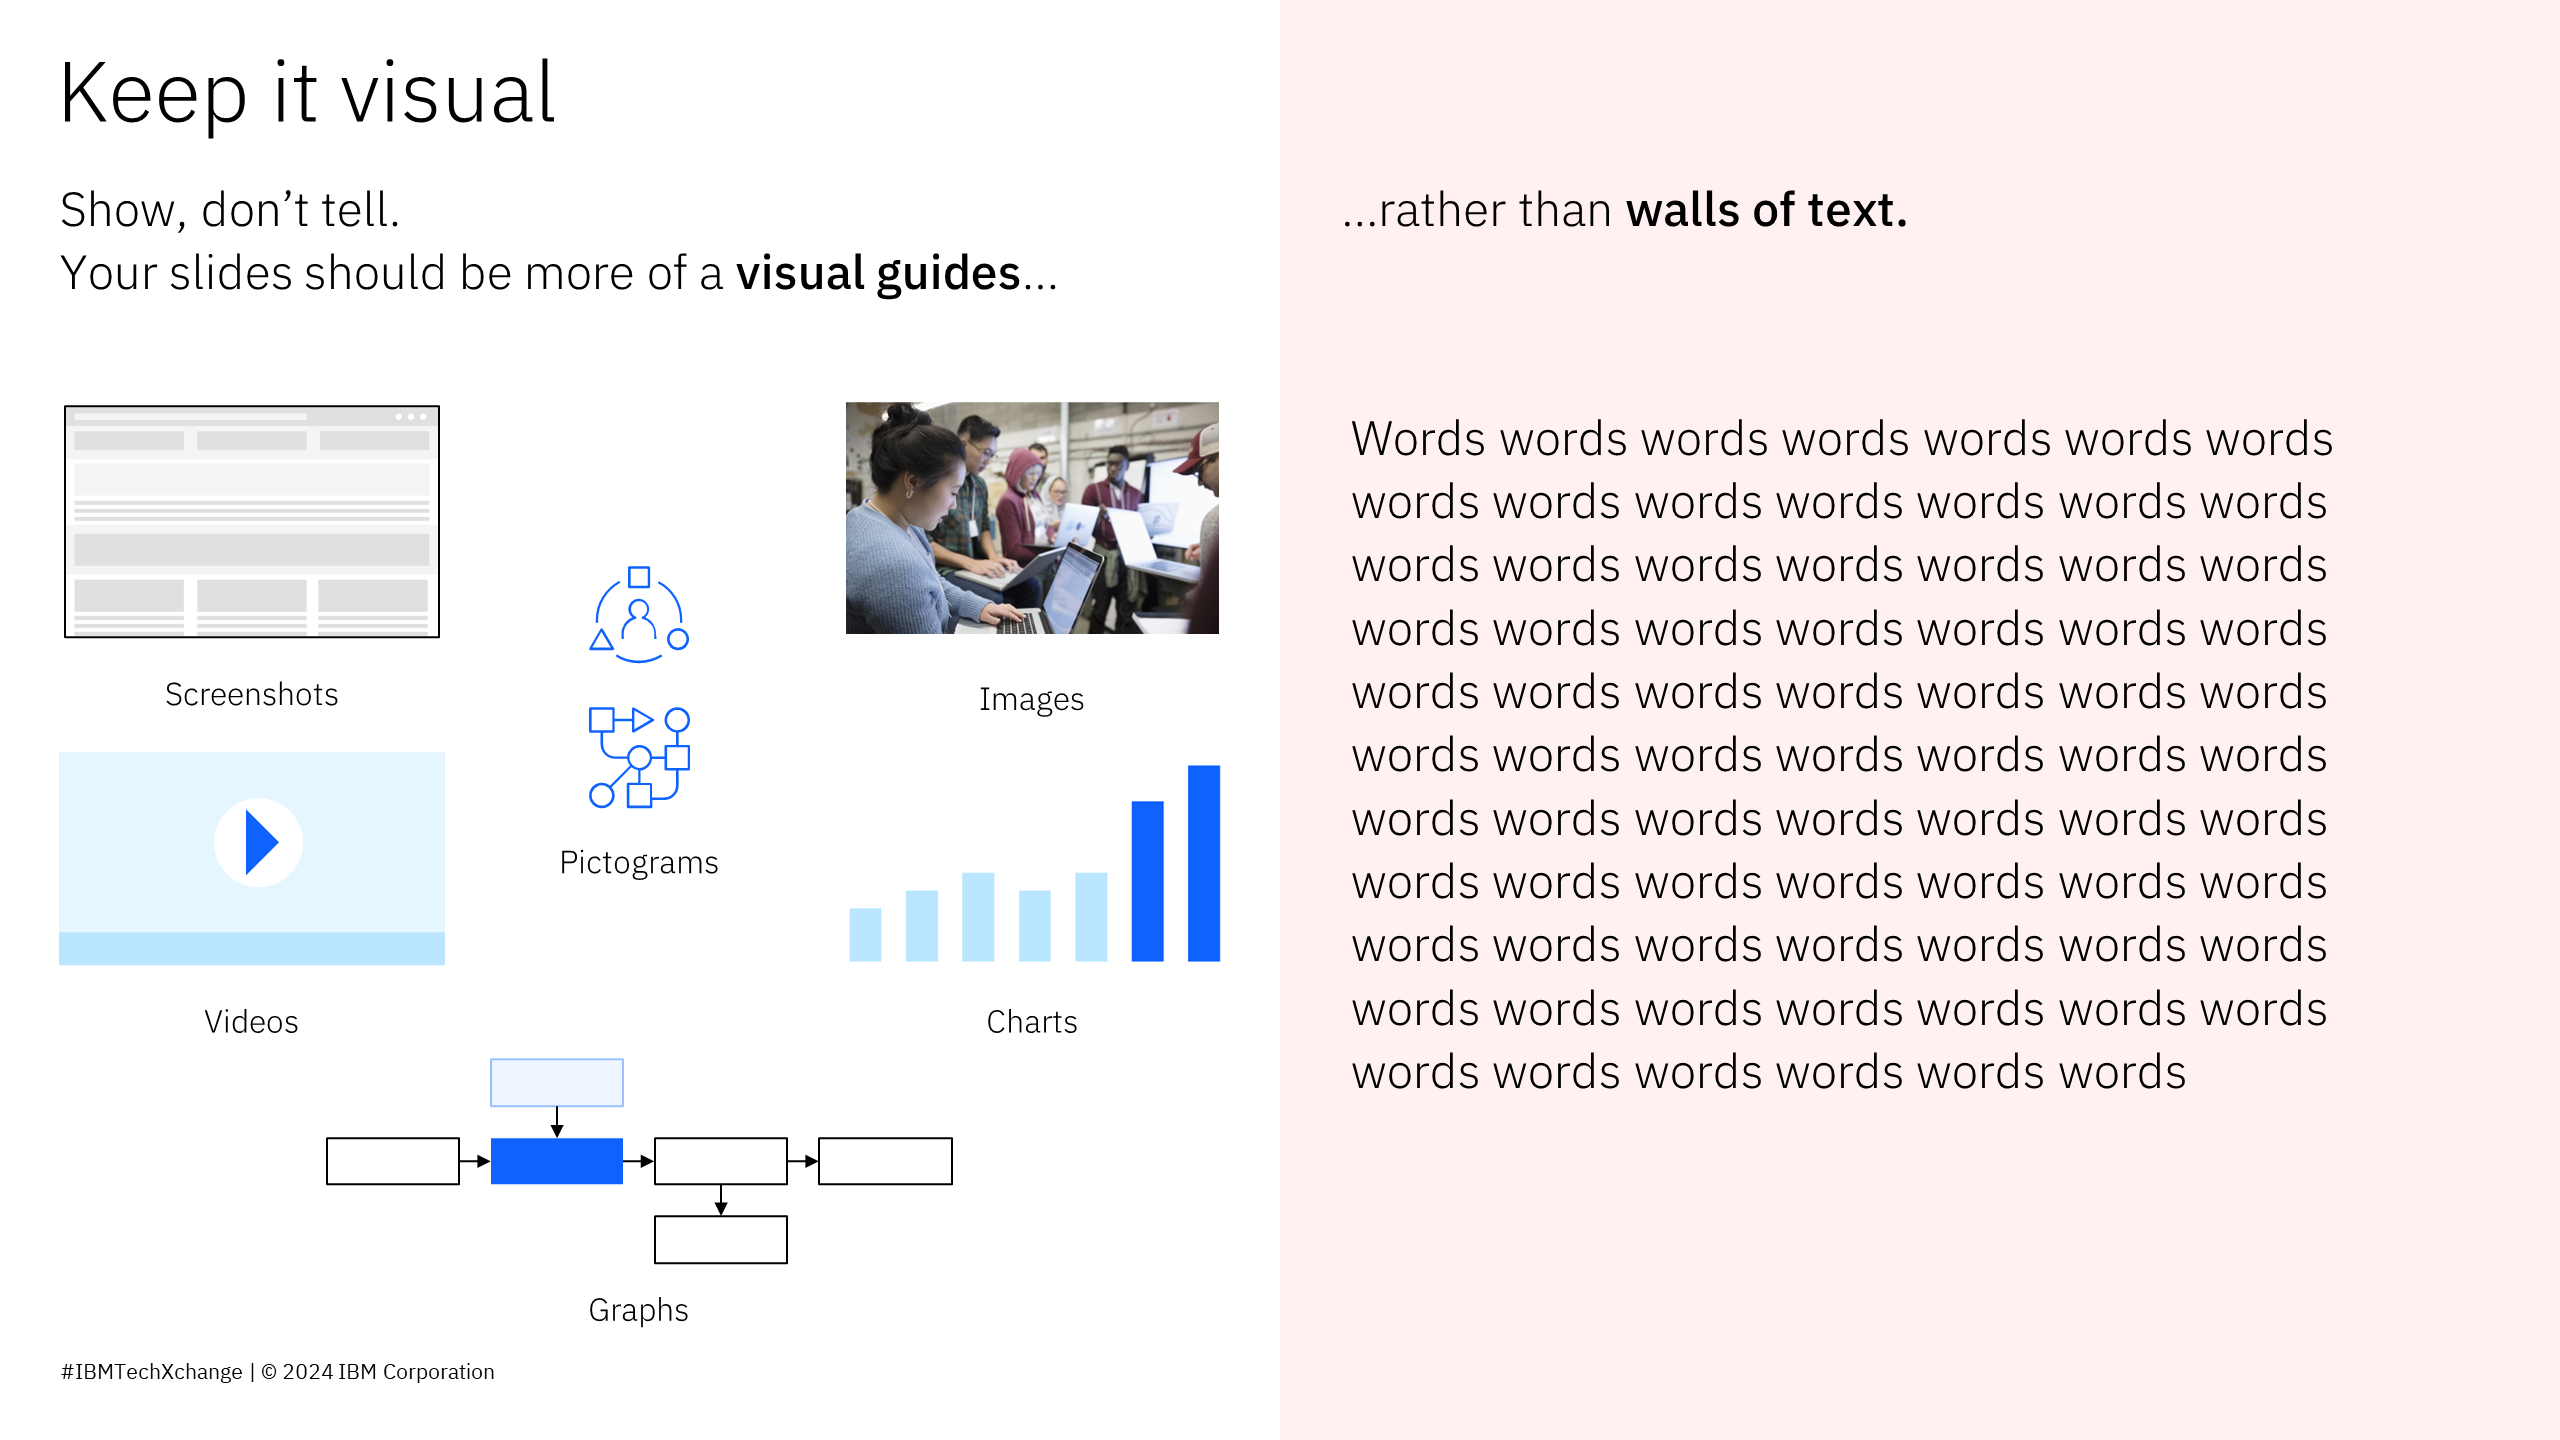 Keep it visual
Show, don’t tell.
Your slides should be more of a visual guides…
Screenshots
Pictograms
Images
Videos
Charts
Graphs
#IBMTechXchange | © 2024 IBM Corporation
…rather than walls of text.
Words words words words words words words
words words words words words words words
words words words words words words words
words words words words words words words
words words words words words words words
words words words words words words words
words words words words words words words
words words words words words words words
words words words words words words words
words words words words words words words
words words words words words words